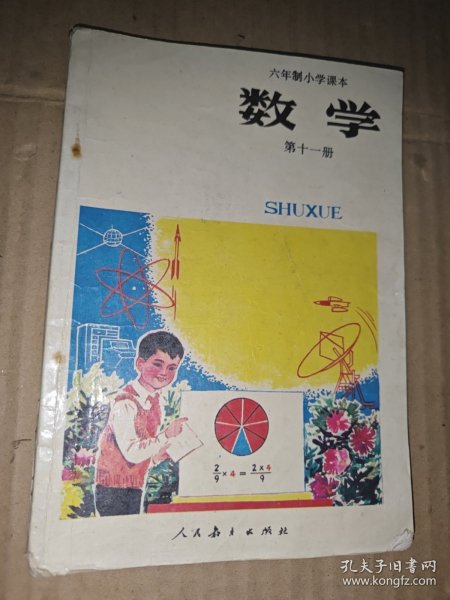 六年制小学课本
数学
第十一册
SHUXUE
2/9 × 4 = 2 × 4/9
人民教育出版社
孔夫子旧书网
www.kongfz.com